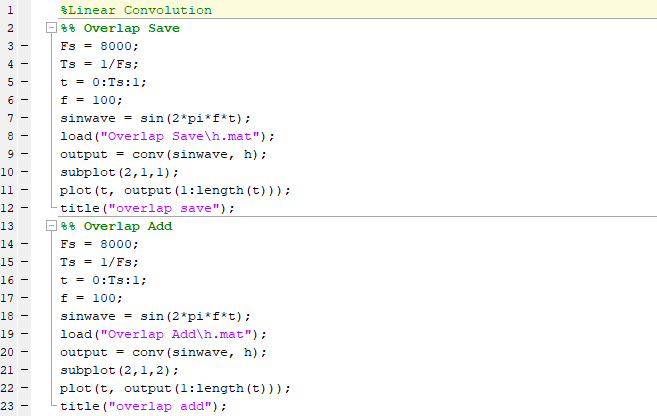 1 %Linear Convolution
2 %% Overlap Save
3 Fs = 8000;
4 Ts = 1/Fs;
5 t = 0:Ts:1;
6 f = 100;
7 sinwave = sin(2*pi*f*t);
8 load("Overlap Save\h.mat");
9 output = conv(sinwave, h);
10 subplot(2,1,1);
11 plot(t, output(1:length(t)));
12 title("overlap save");
13 %% Overlap Add
14 Fs = 8000;
15 Ts = 1/Fs;
16 t = 0:Ts:1;
17 f = 100;
18 sinwave = sin(2*pi*f*t);
19 load("Overlap Add\h.mat");
20 output = conv(sinwave, h);
21 subplot(2,1,2);
22 plot(t, output(1:length(t)));
23 title("overlap add");